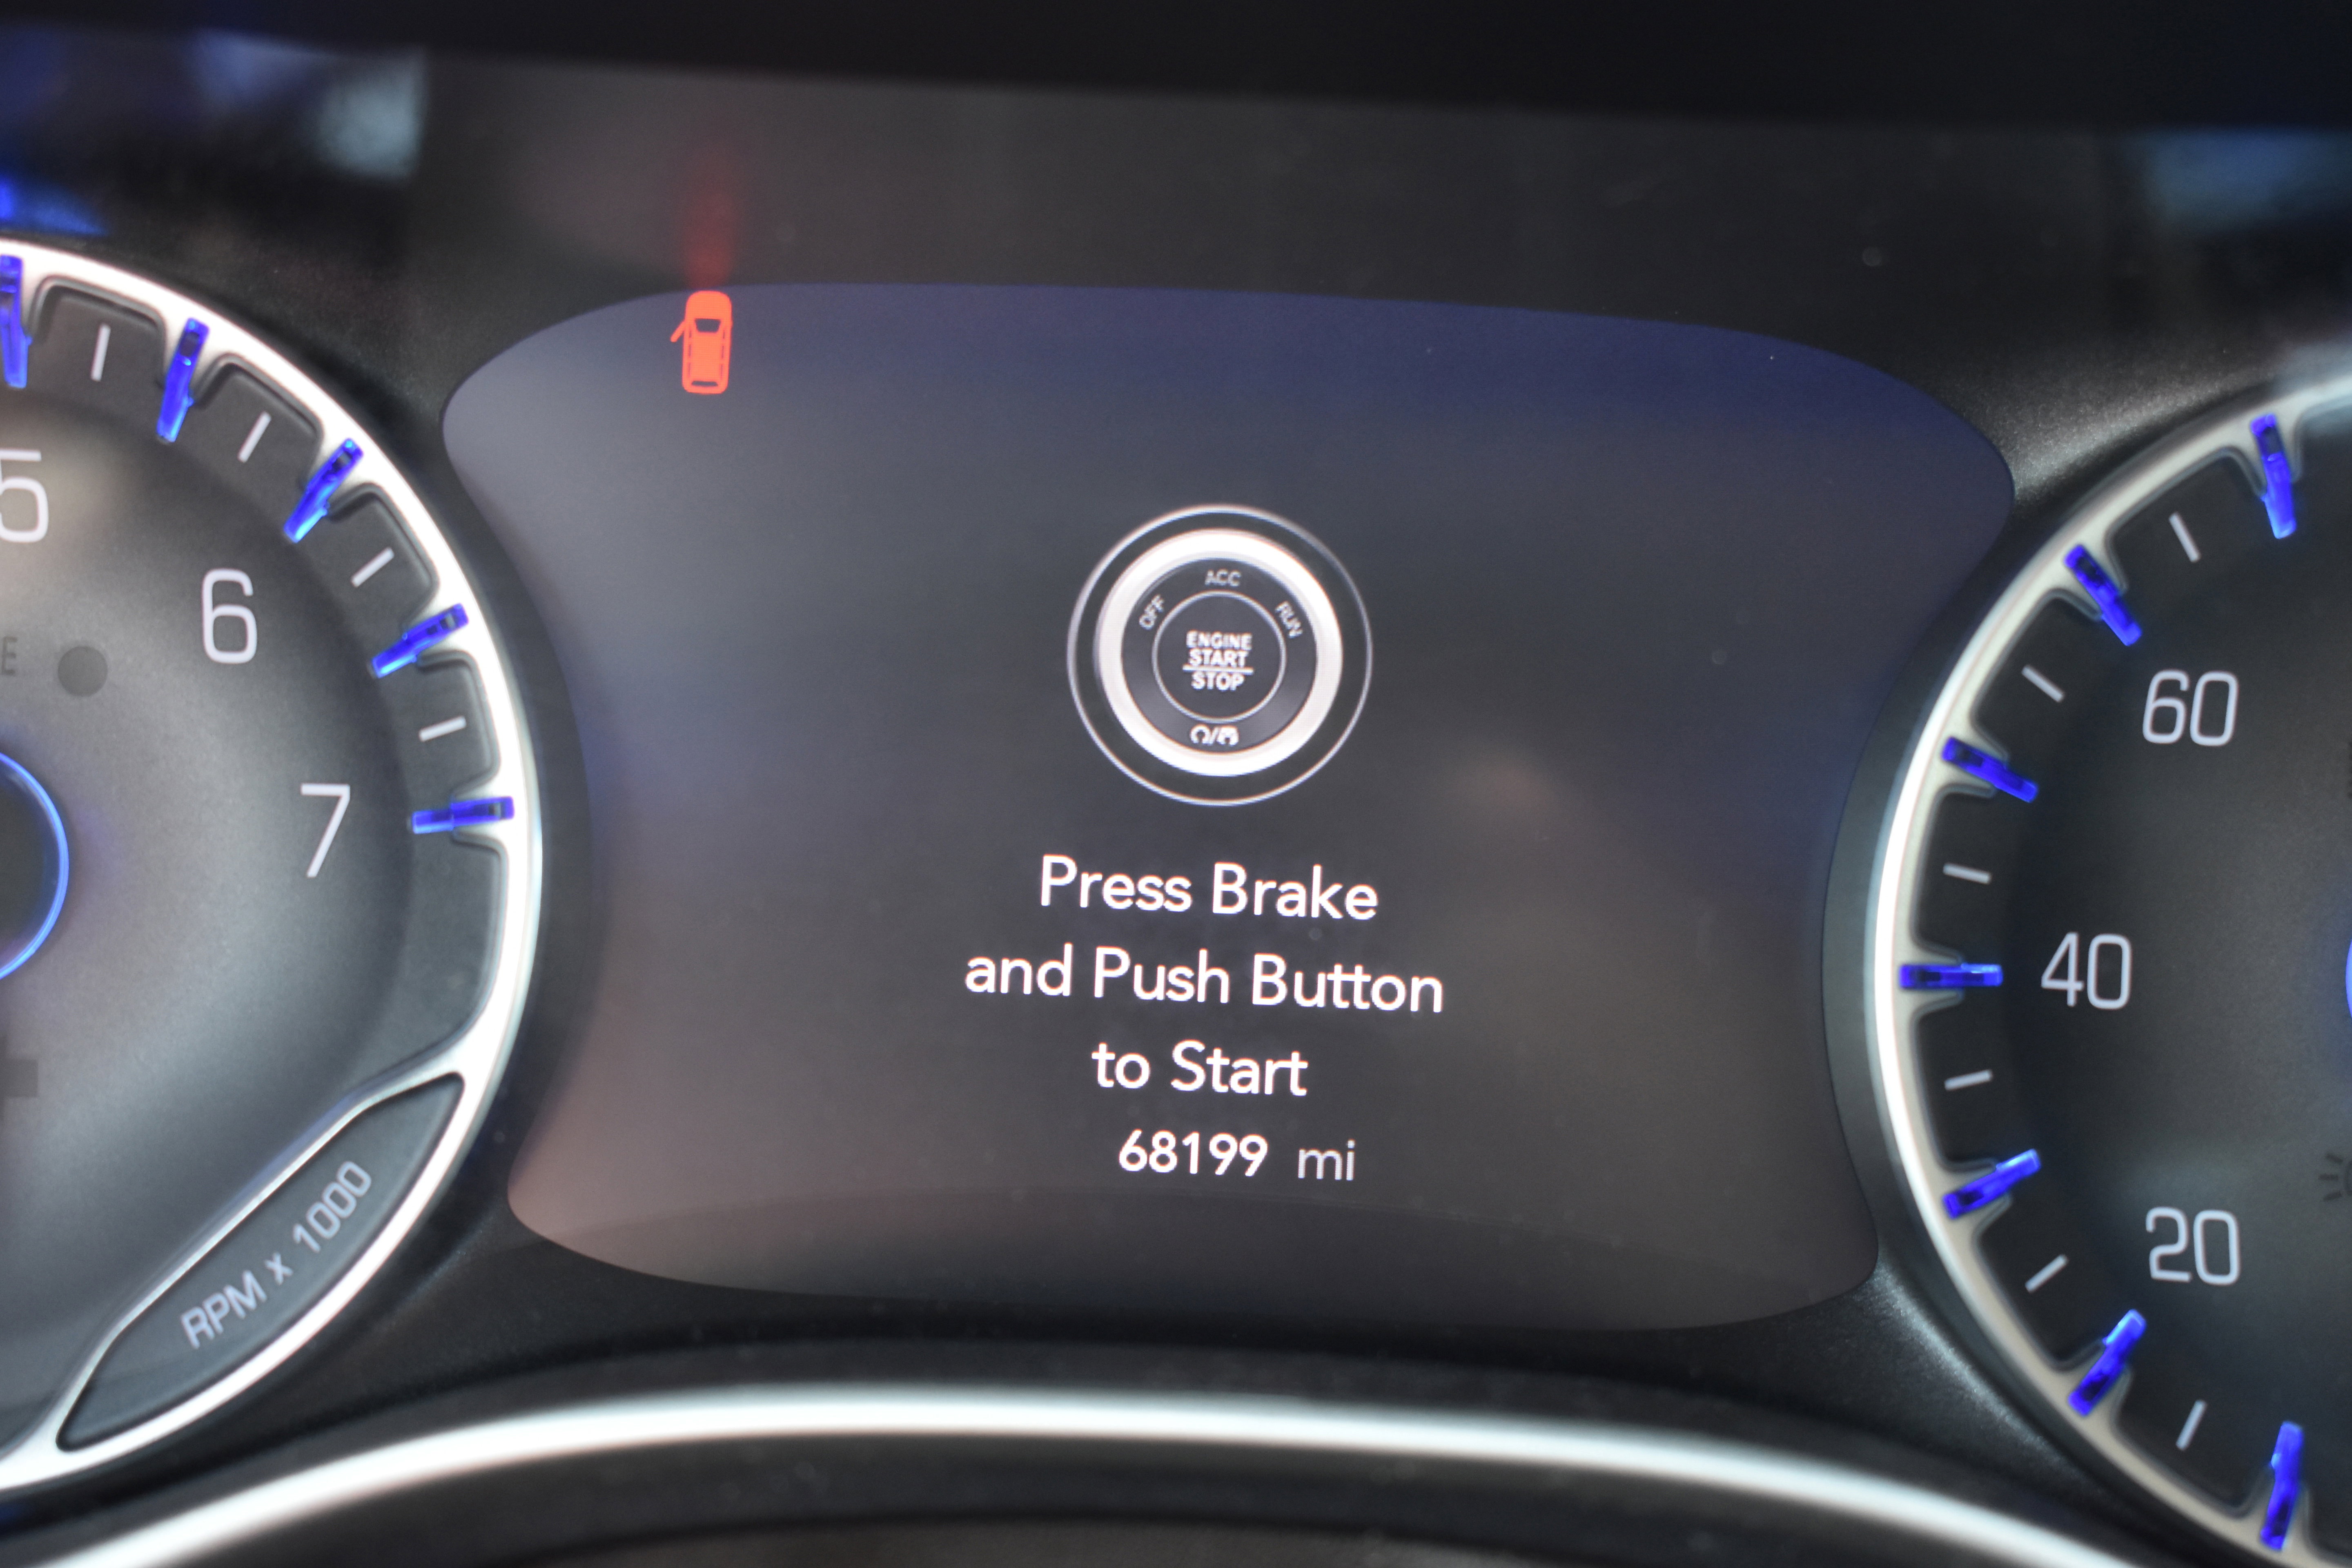 5
6
7
RPM x 1000
ACC
OFF
RUN
ENGINE
START
STOP
Press Brake
and Push Button
to Start
68199 mi
60
40
20